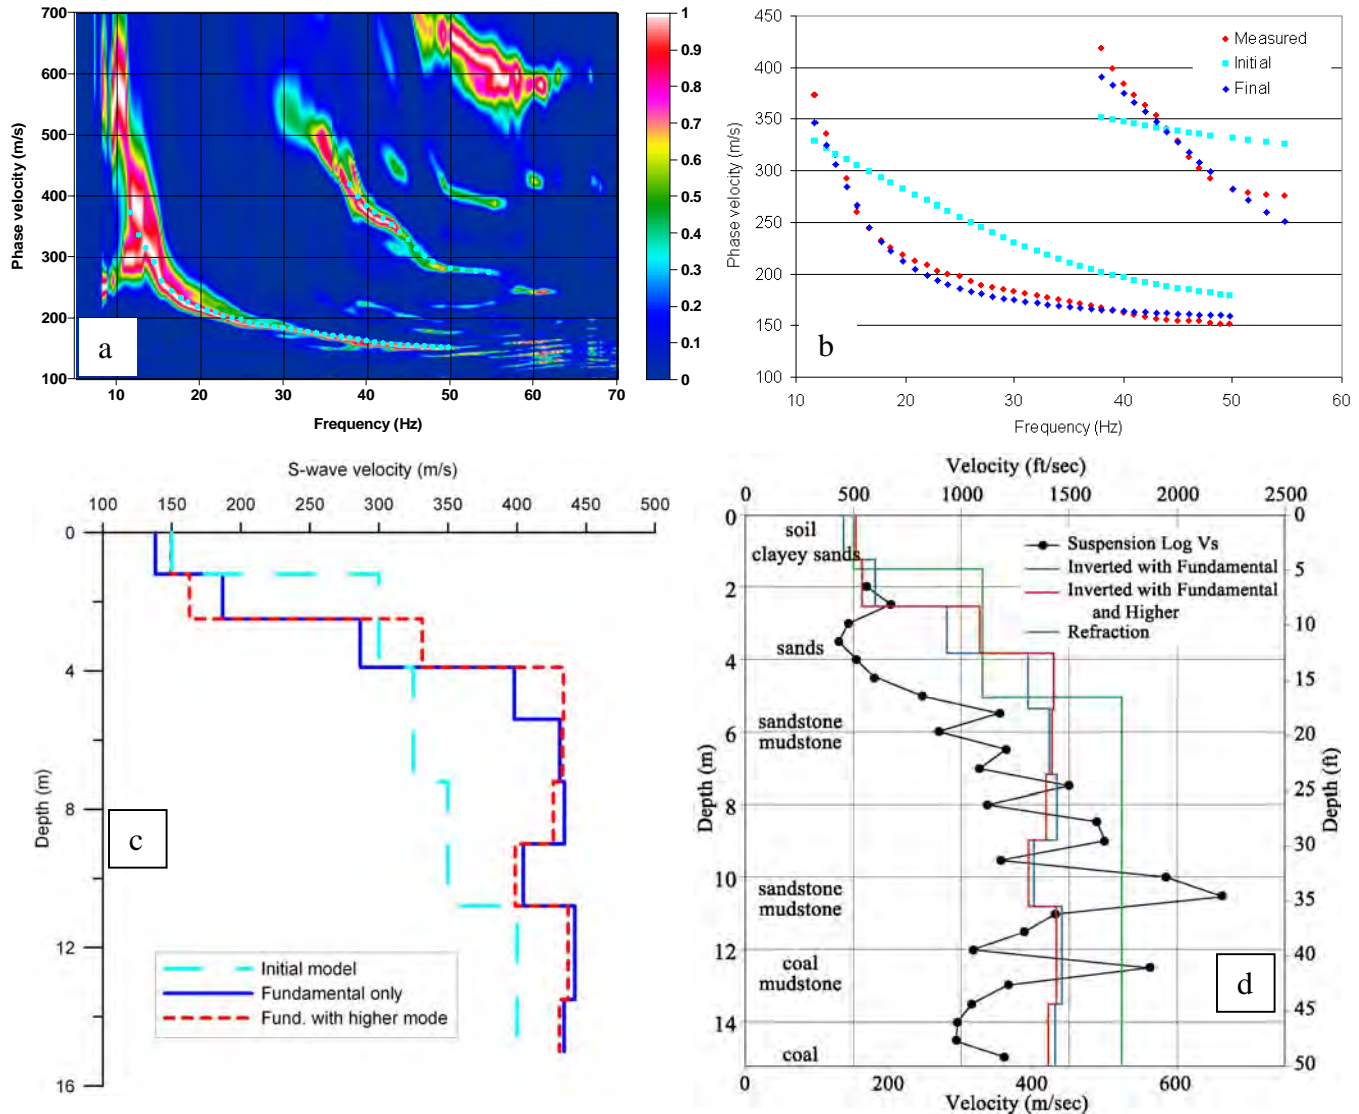 700
600
500
400
300
200
100
Phase velocity (m/s)
10 20 30 40 50 60 70
Frequency (Hz)
1
0.9
0.8
0.7
0.6
0.5
0.4
0.3
0.2
0.1
0
a
450
400
350
300
250
200
150
100
Phase velocity (m/s)
10 20 30 40 50 60
Frequency (Hz)
Measured
Initial
Final
b
S-wave velocity (m/s)
100 150 200 250 300 350 400 450 500
0
4
8
12
16
Depth (m)
c
Initial model
Fundamental only
Fund. with higher mode
Velocity (ft/sec)
0 500 1000 1500 2000 2500
0
2
4
6
8
10
12
14
Depth (m)
0
5
10
15
20
25
30
35
40
45
50
Depth (ft)
soil
clayey sands
sands
sandstone
mudstone
sandstone
mudstone
coal
mudstone
coal
Suspension Log Vs
Inverted with Fundamental
Inverted with Fundamental
and Higher
Refraction
d
0 200 400 600
Velocity (m/sec)